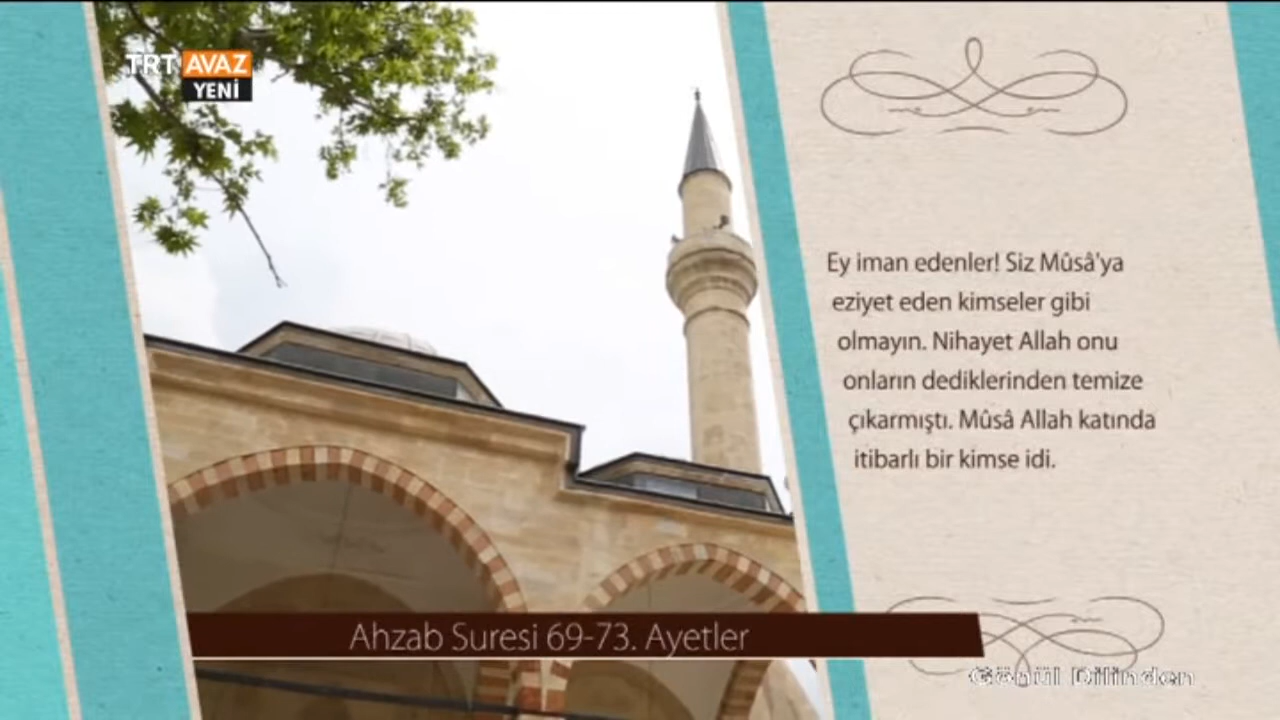 TRT AVAZ
YENİ
Ey iman edenler! Siz Mûsâ'ya
eziyet eden kimseler gibi
olmayın. Nihayet Allah onu
onların dediklerinden temize
çıkarmıştı. Mûsâ Allah katında
itibarlı bir kimse idi.
Ahzab Suresi 69-73. Ayetler
Gönül Dilinden